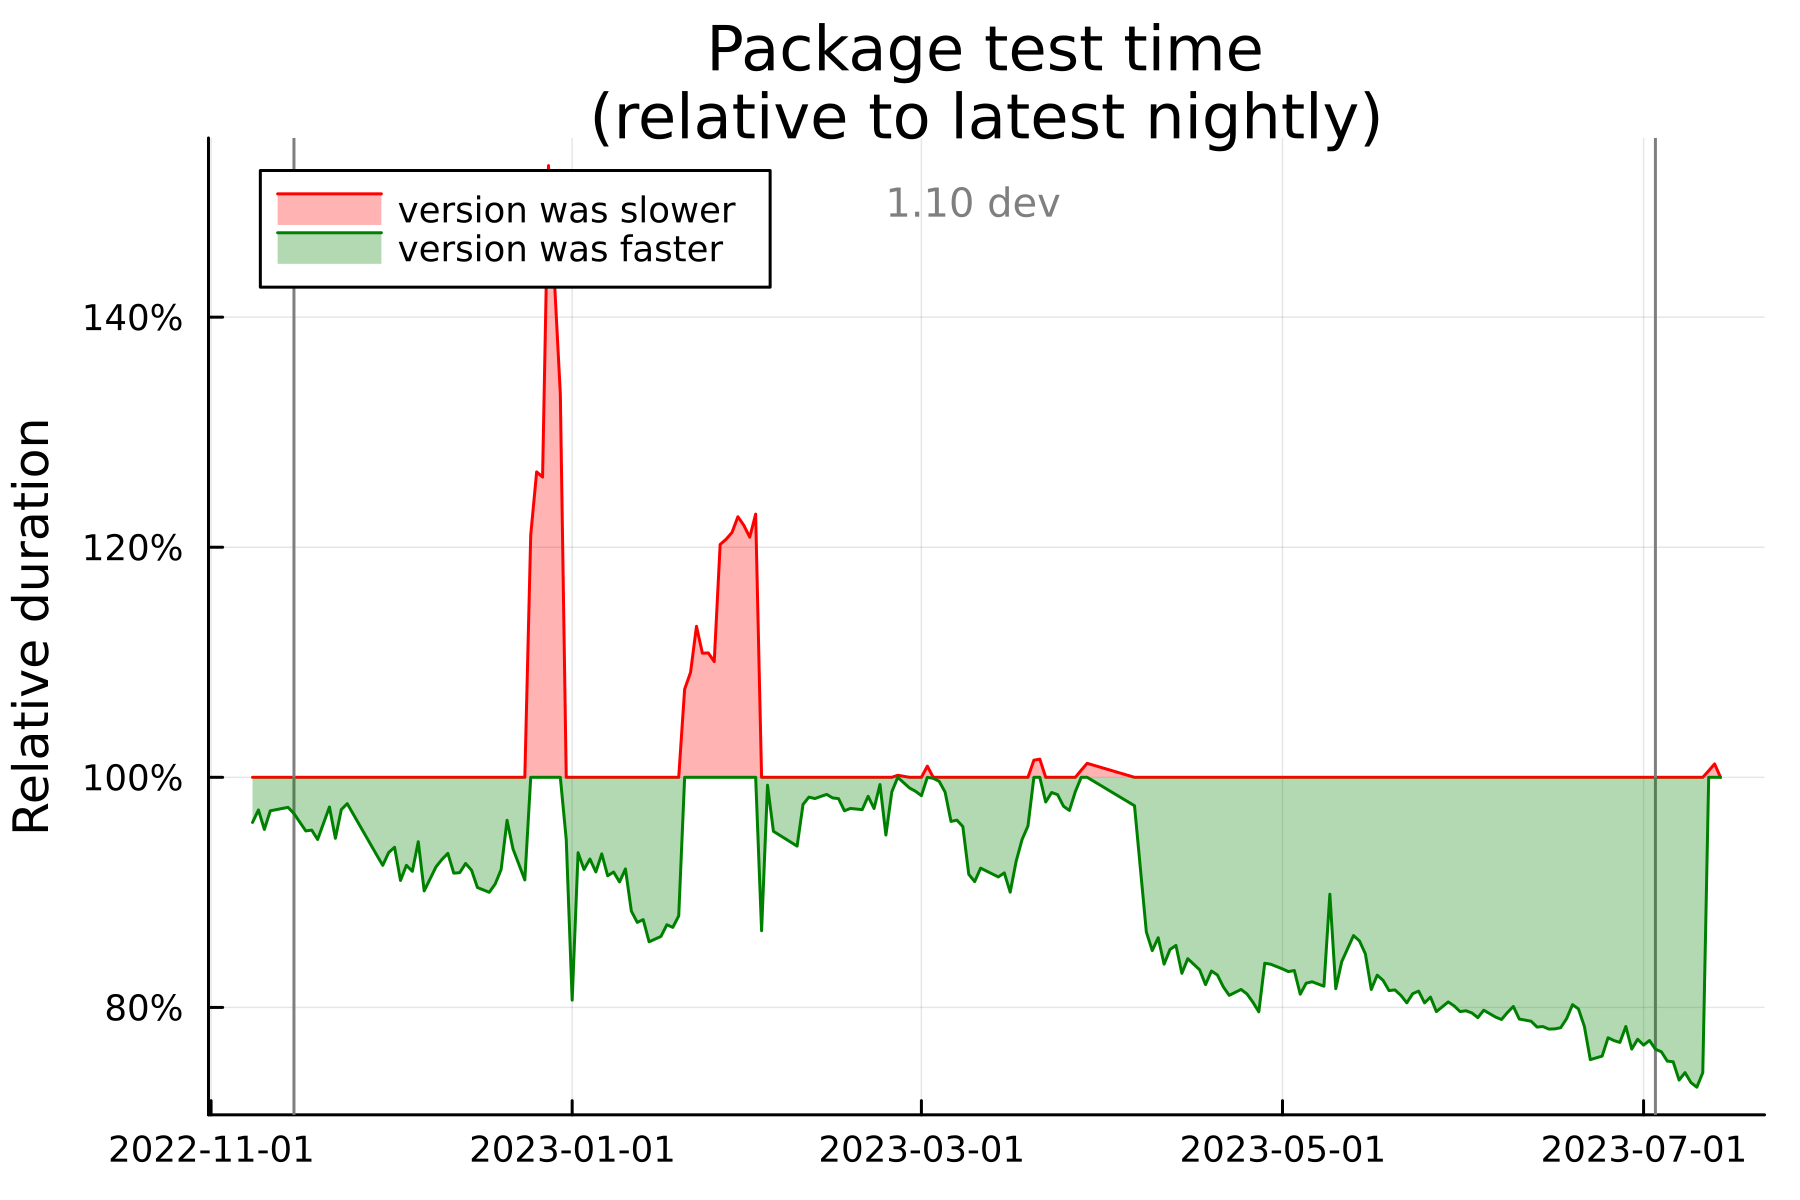 Package test time
(relative to latest nightly)
version was slower
version was faster
1.10 dev
Relative duration
140%
120%
100%
80%
2022-11-01
2023-01-01
2023-03-01
2023-05-01
2023-07-01